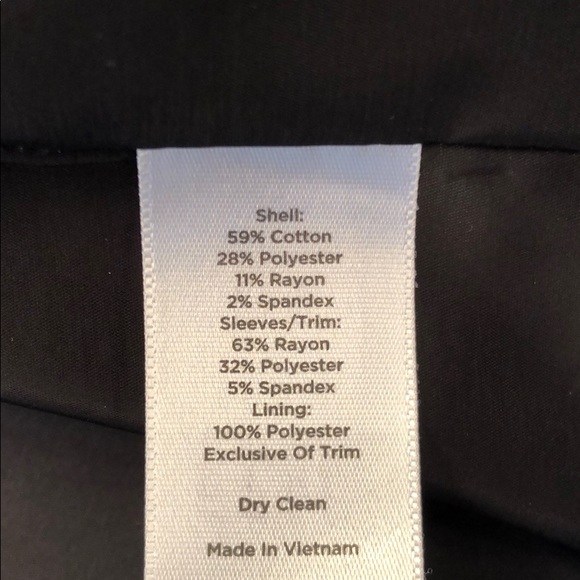 Shell:
59% Cotton
28% Polyester
11% Rayon
2% Spandex
Sleeves/Trim:
63% Rayon
32% Polyester
5% Spandex
Lining:
100% Polyester
Exclusive Of Trim
Dry Clean
Made In Vietnam